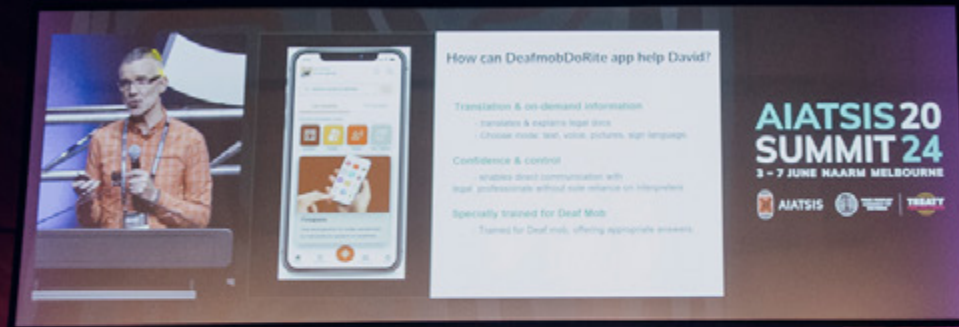 How can DeafmobDoRite app help David?
Translation & on-demand information
- translates & explains legal docs
- Choose mode: text, voice, pictures, sign language
Confidence & control
- enables direct communication with
legal professionals without sole reliance on interpreters
Specially trained for Deaf Mob
- Trained for Deaf mob, offering appropriate answers
AIATSIS 20
SUMMIT 24
3 – 7 JUNE NAARM MELBOURNE
AIATSIS
TREATY